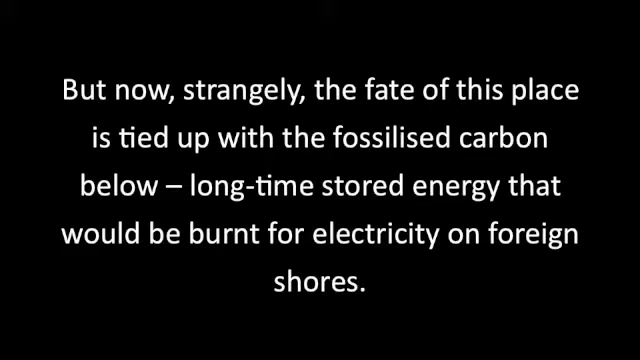 But now, strangely, the fate of this place
is tied up with the fossilised carbon
below – long-time stored energy that
would be burnt for electricity on foreign
shores.